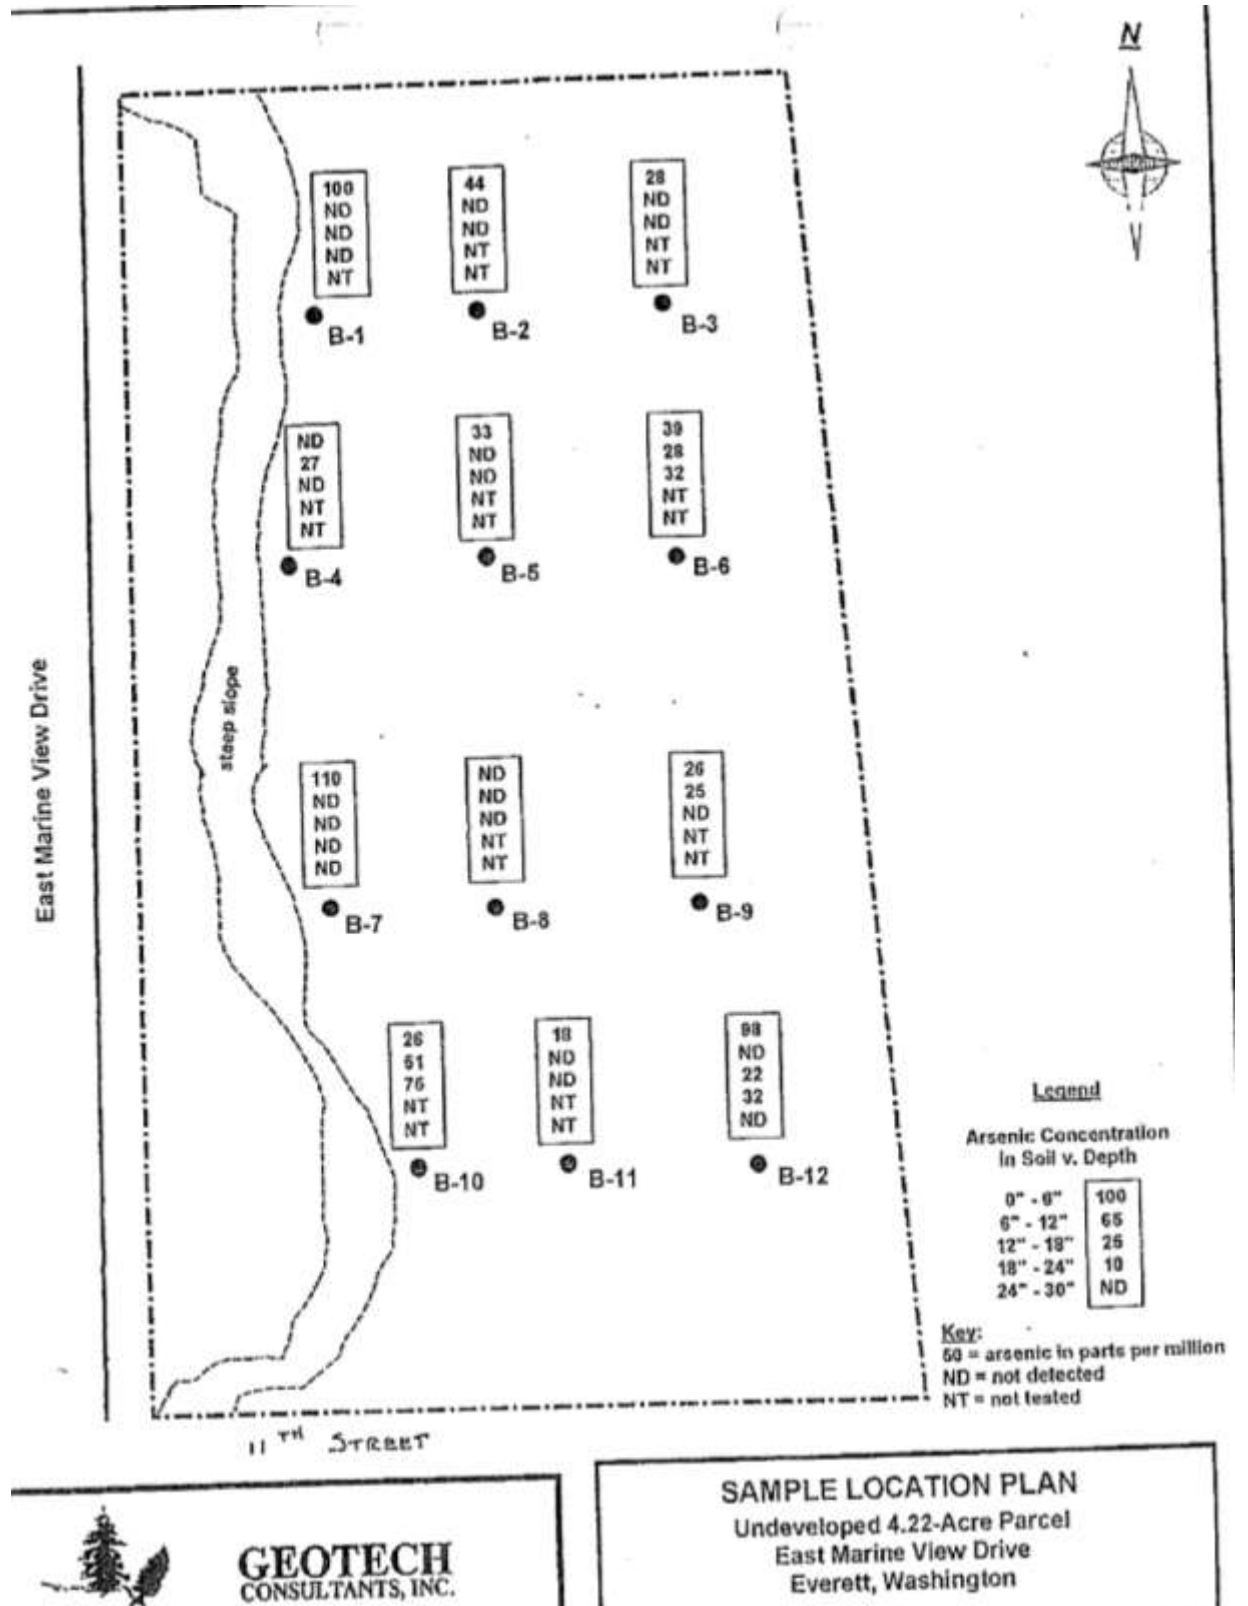 N
100
ND
ND
ND
NT
B-1
44
ND
ND
NT
NT
B-2
28
ND
ND
NT
NT
B-3
ND
27
ND
NT
NT
B-4
33
ND
ND
NT
NT
B-5
39
28
32
NT
NT
B-6
East Marine View Drive
steep slope
110
ND
ND
ND
ND
B-7
ND
ND
ND
NT
NT
B-8
26
25
ND
NT
NT
B-9
26
61
76
NT
NT
B-10
18
ND
ND
NT
NT
B-11
98
ND
22
32
ND
B-12
Legend
Arsenic Concentration
in Soil v. Depth
0" - 6" 100
6" - 12" 65
12" - 18" 25
18" - 24" 10
24" - 30" ND
Key:
50 = arsenic in parts per million
ND = not detected
NT = not tested
11TH STREET
GEOTECH
CONSULTANTS, INC.
SAMPLE LOCATION PLAN
Undeveloped 4.22-Acre Parcel
East Marine View Drive
Everett, Washington